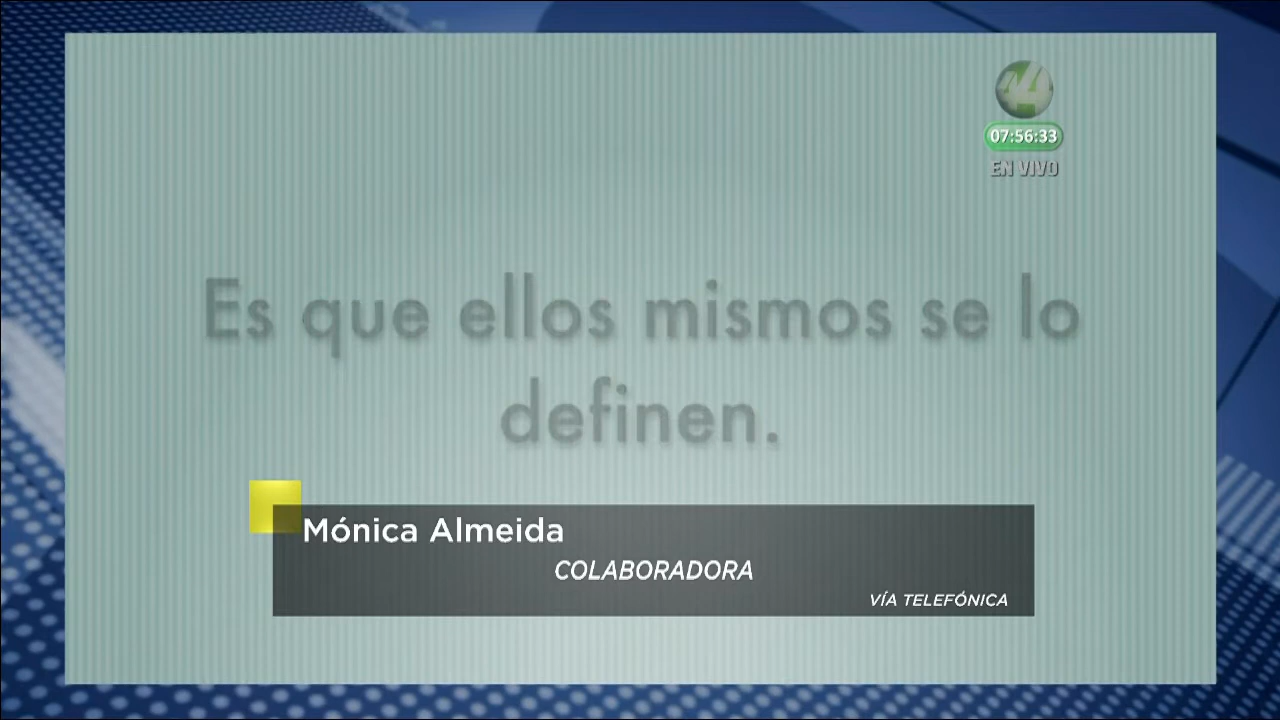 07:56:33
EN VIVO
Es que ellos mismos se lo
definen.
Mónica Almeida
COLABORADORA
VÍA TELEFÓNICA